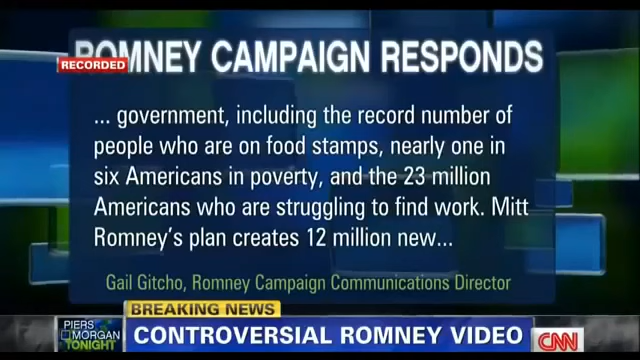 ROMNEY CAMPAIGN RESPONDS
RECORDED
... government, including the record number of
people who are on food stamps, nearly one in
six Americans in poverty, and the 23 million
Americans who are struggling to find work. Mitt
Romney's plan creates 12 million new...
Gail Gitcho, Romney Campaign Communications Director
BREAKING NEWS
PIERS
MORGAN
TONIGHT
CONTROVERSIAL ROMNEY VIDEO
CNN